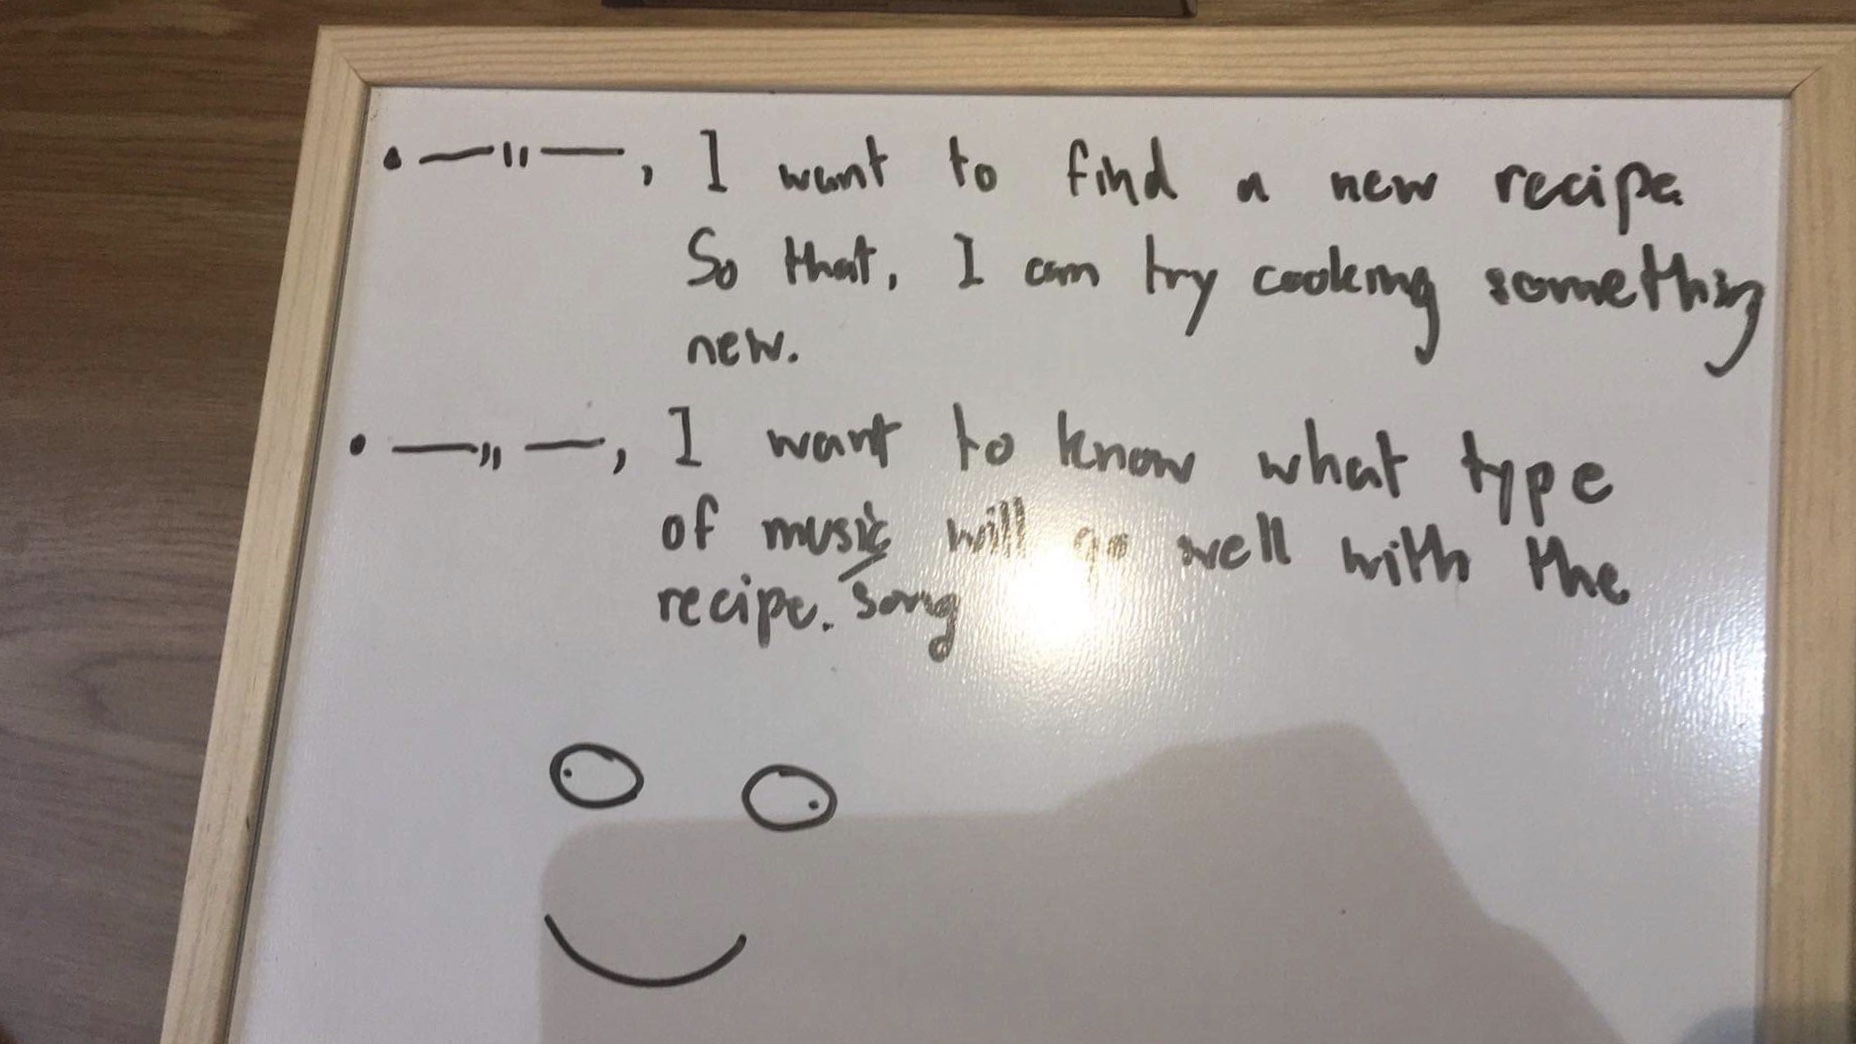 • — " — , I want to find a new recipe
So that, I can try cooking something
new.
• — " — , I want to know what type
of music will go well with the
recipe. song